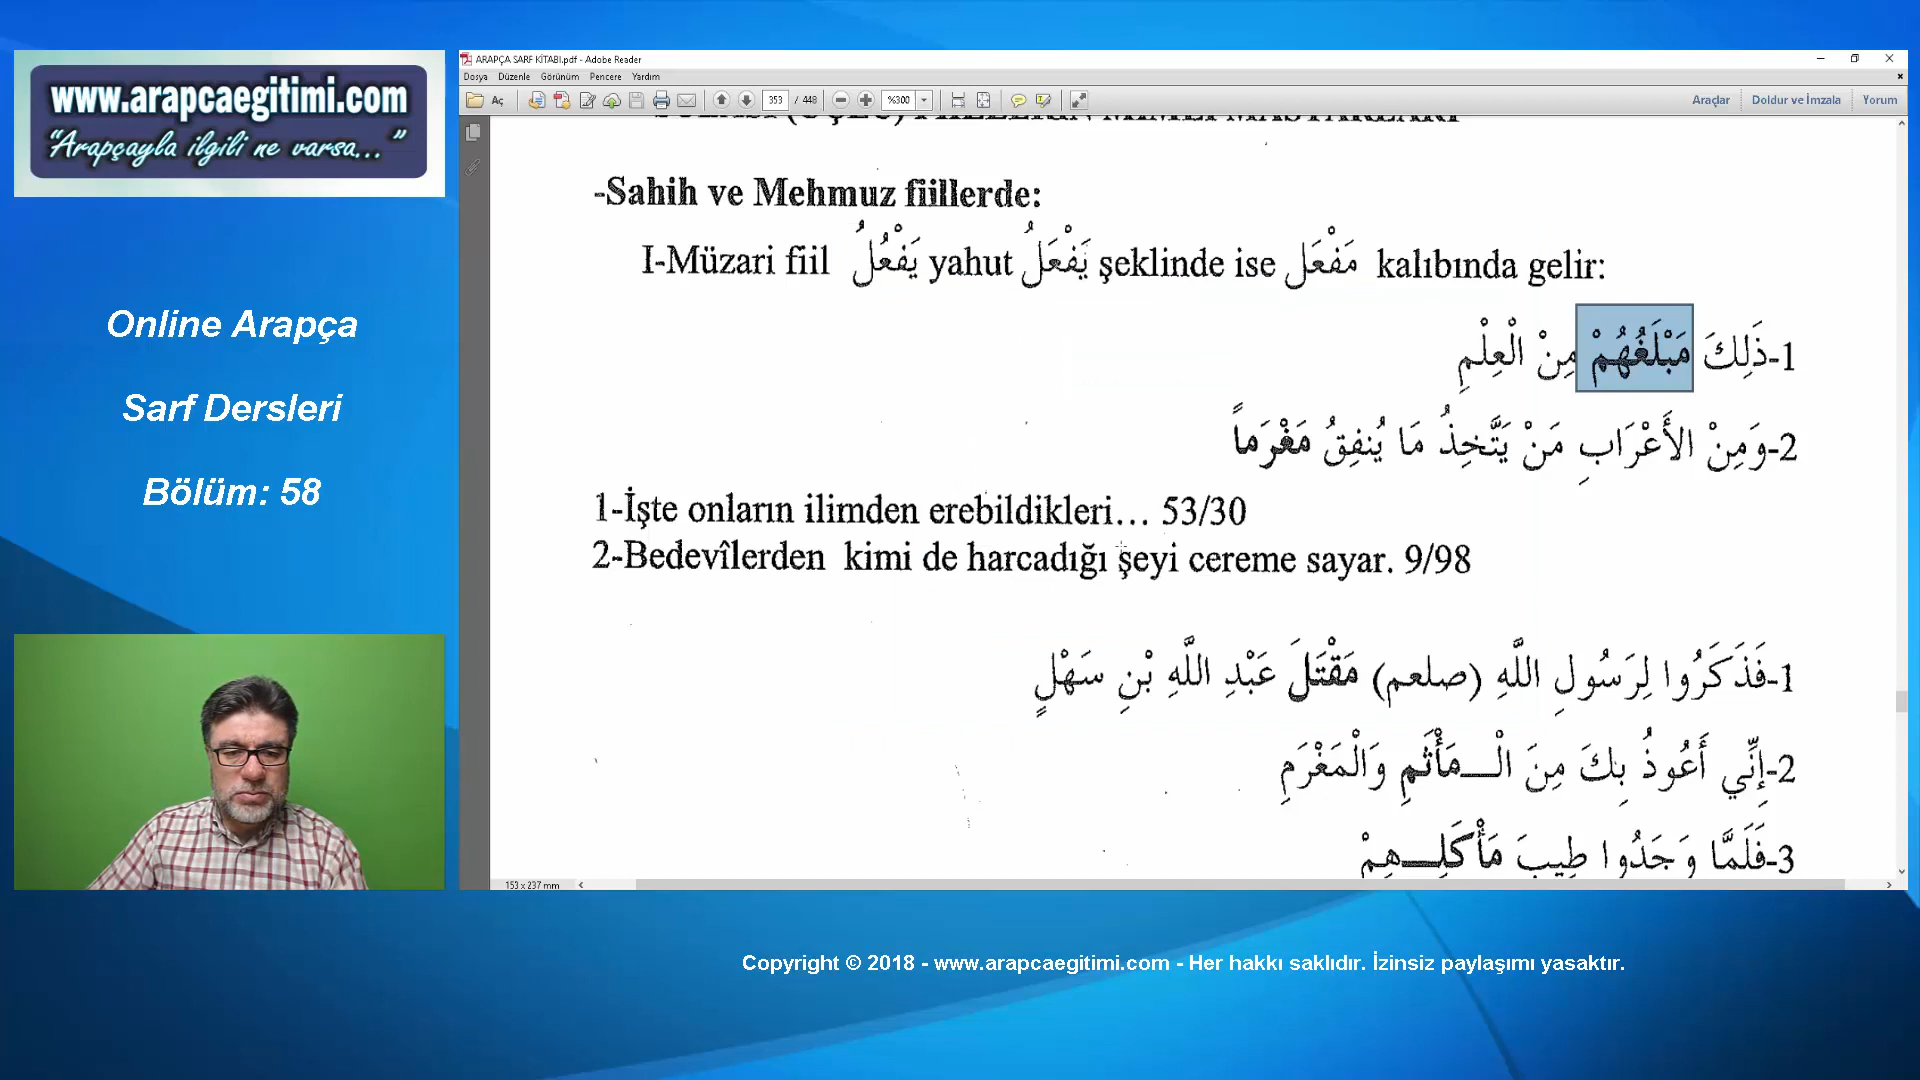 www.arapcaegitimi.com
“Arapçayla ilgili ne varsa...”
Online Arapça
Sarf Dersleri
Bölüm: 58
ARAPÇA SARF KİTABI.pdf - Adobe Reader
Dosya Düzenle Görünüm Pencere Yardım
Aç 353 / 448 %300 Araçlar Doldur ve İmzala Yorum
-Sahih ve Mehmuz fiillerde:
I-Müzari fiil يَفْعُلُ yahut يَفْعَلُ şeklinde ise مَفْعَل kalıbında gelir:
1-ذَلِكَ مَبْلَغُهُمْ مِنْ الْعِلْمِ
2-وَمِنْ الأَعْرَابِ مَنْ يَتَّخِذُ مَا يُنفِقُ مَغْرَماً
1-İşte onların ilimden erebildikleri… 53/30
2-Bedevîlerden kimi de harcadığı şeyi cereme sayar. 9/98
1-فَذَكَرُوا لِرَسُولِ اللَّهِ (صلعم) مَقْتَلَ عَبْدِ اللَّهِ بْنِ سَهْلٍ
2-إِنِّي أَعُوذُ بِكَ مِنَ الْـــمَأْثَمِ وَالْمَغْرَمِ
3-فَلَمَّا وَجَدُوا طِيبَ مَأْكَلِـــهِمْ
153 x 237 mm
Copyright © 2018 - www.arapcaegitimi.com - Her hakkı saklıdır. İzinsiz paylaşımı yasaktır.